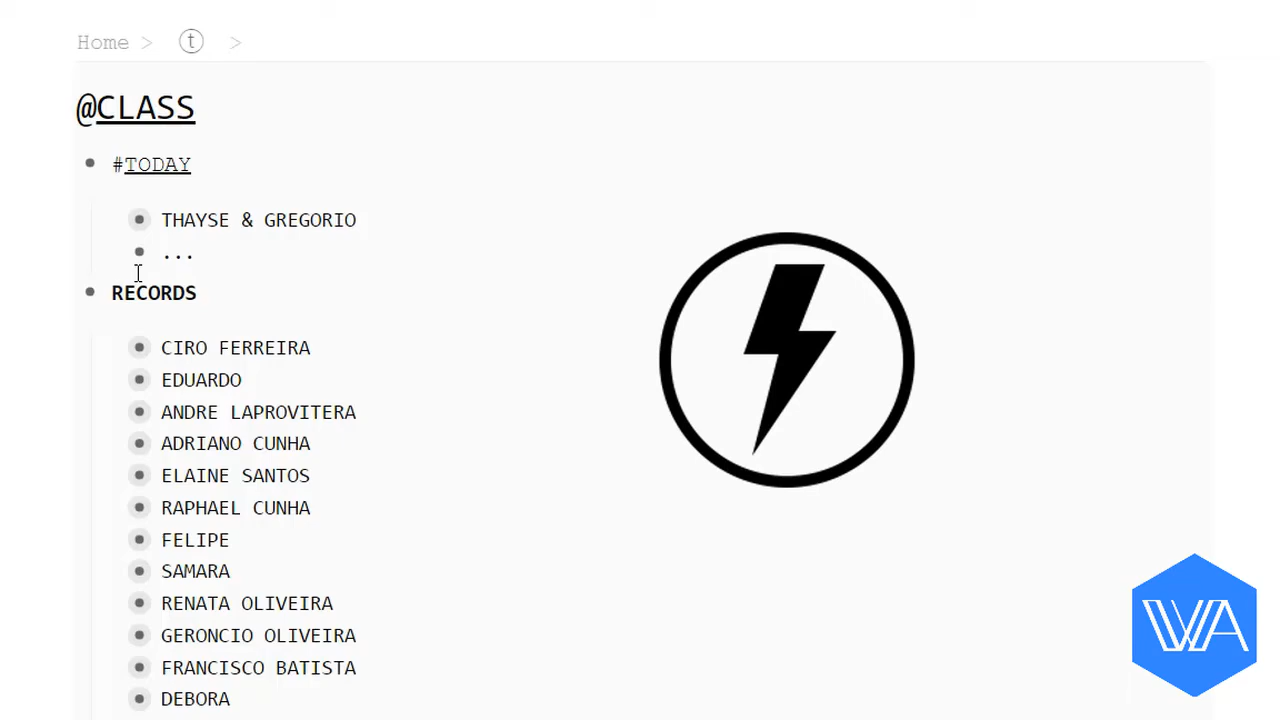 Home > t >
@CLASS
#TODAY
THAYSE & GREGORIO
...
RECORDS
CIRO FERREIRA
EDUARDO
ANDRE LAPROVITERA
ADRIANO CUNHA
ELAINE SANTOS
RAPHAEL CUNHA
FELIPE
SAMARA
RENATA OLIVEIRA
GERONCIO OLIVEIRA
FRANCISCO BATISTA
DEBORA
WA